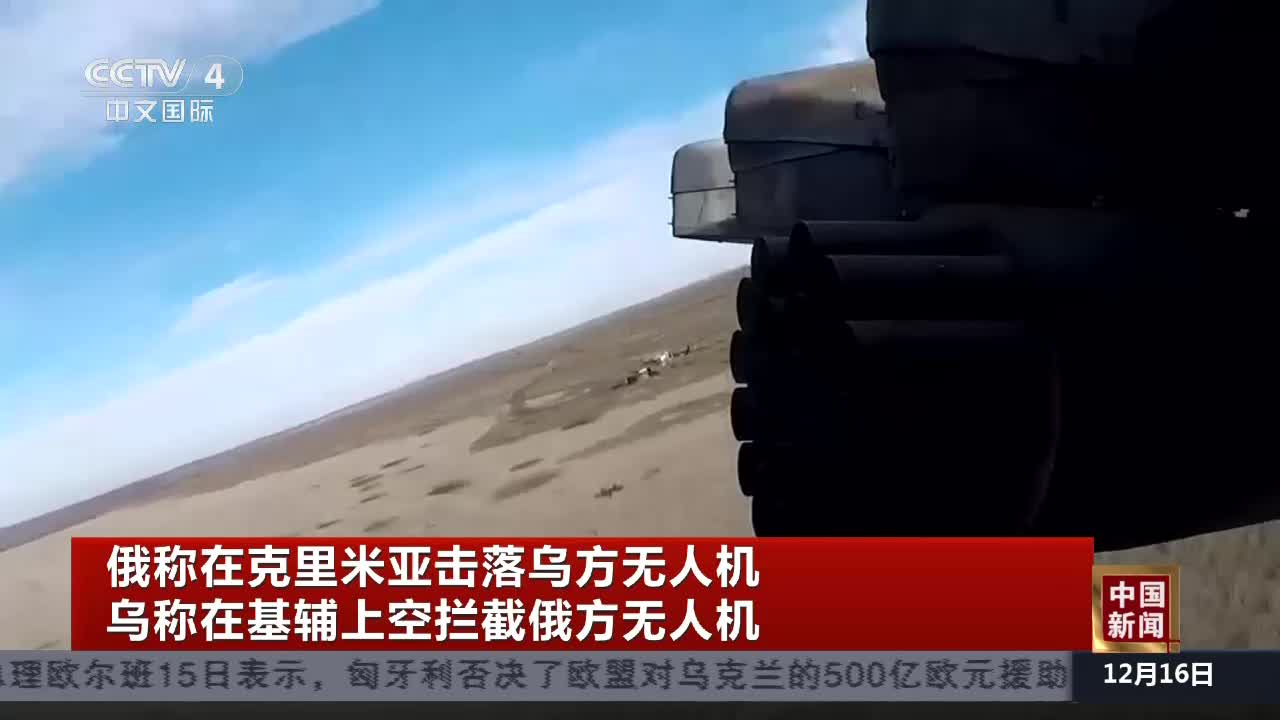 CCTV 4
中文国际
俄称在克里米亚击落乌方无人机
乌称在基辅上空拦截俄方无人机
中国
新闻
理欧尔班15日表示，匈牙利否决了欧盟对乌克兰的500亿欧元援助
12月16日